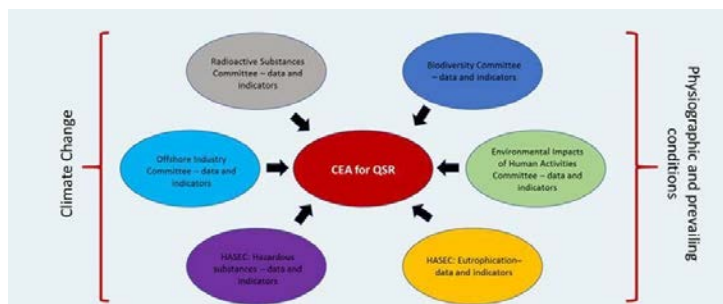 Climate Change
Radioactive Substances
Committee – data and
indicators
Biodiversity Committee
– data and indicators
Offshore Industry
Committee – data and
indicators
CEA for QSR
Environmental Impacts
of Human Activities
Committee – data and
indicators
HASEC: Hazardous
substances – data and
indicators
HASEC: Eutrophication–
data and indicators
Physiographic and prevailing
conditions